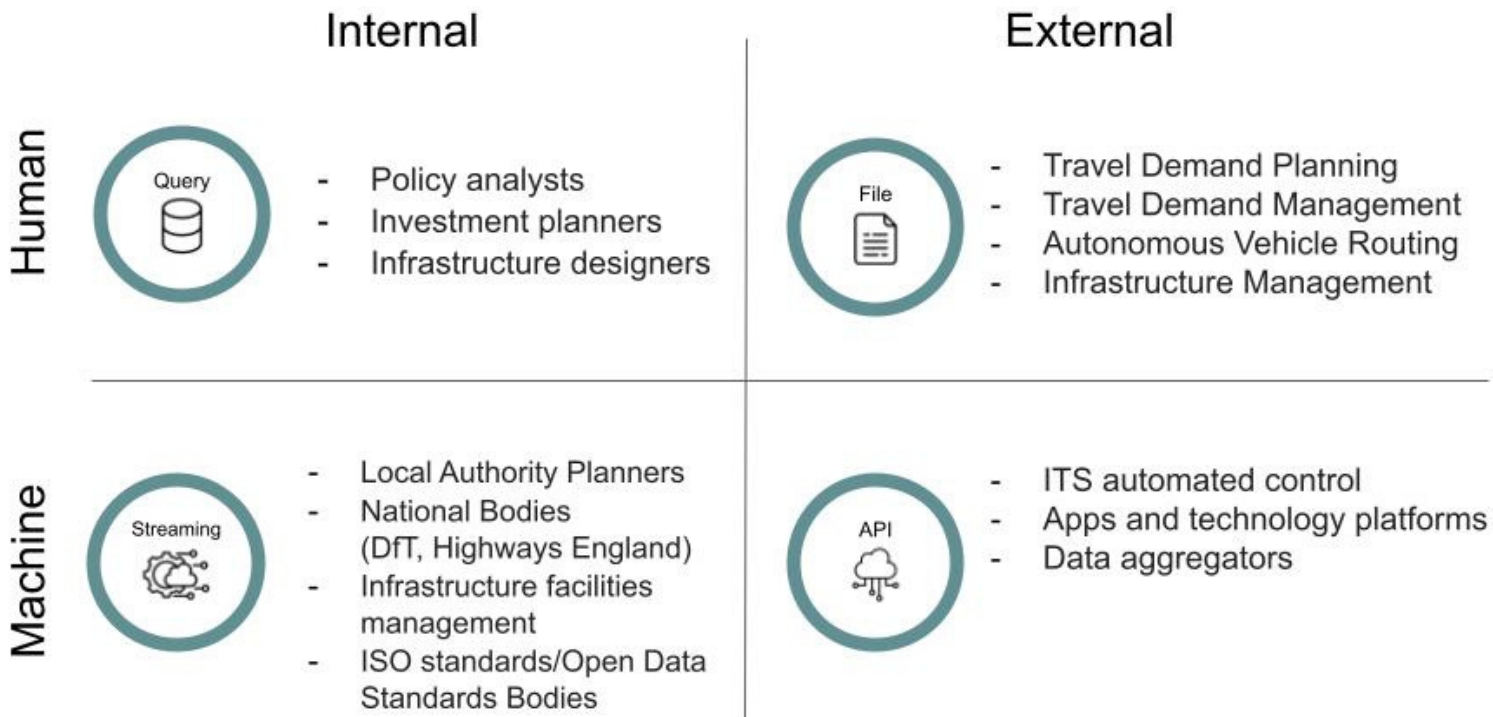 Internal
External
Human
Query
- Policy analysts
- Investment planners
- Infrastructure designers
File
- Travel Demand Planning
- Travel Demand Management
- Autonomous Vehicle Routing
- Infrastructure Management
Machine
Streaming
- Local Authority Planners
- National Bodies
(DfT, Highways England)
- Infrastructure facilities
management
- ISO standards/Open Data
Standards Bodies
API
- ITS automated control
- Apps and technology platforms
- Data aggregators